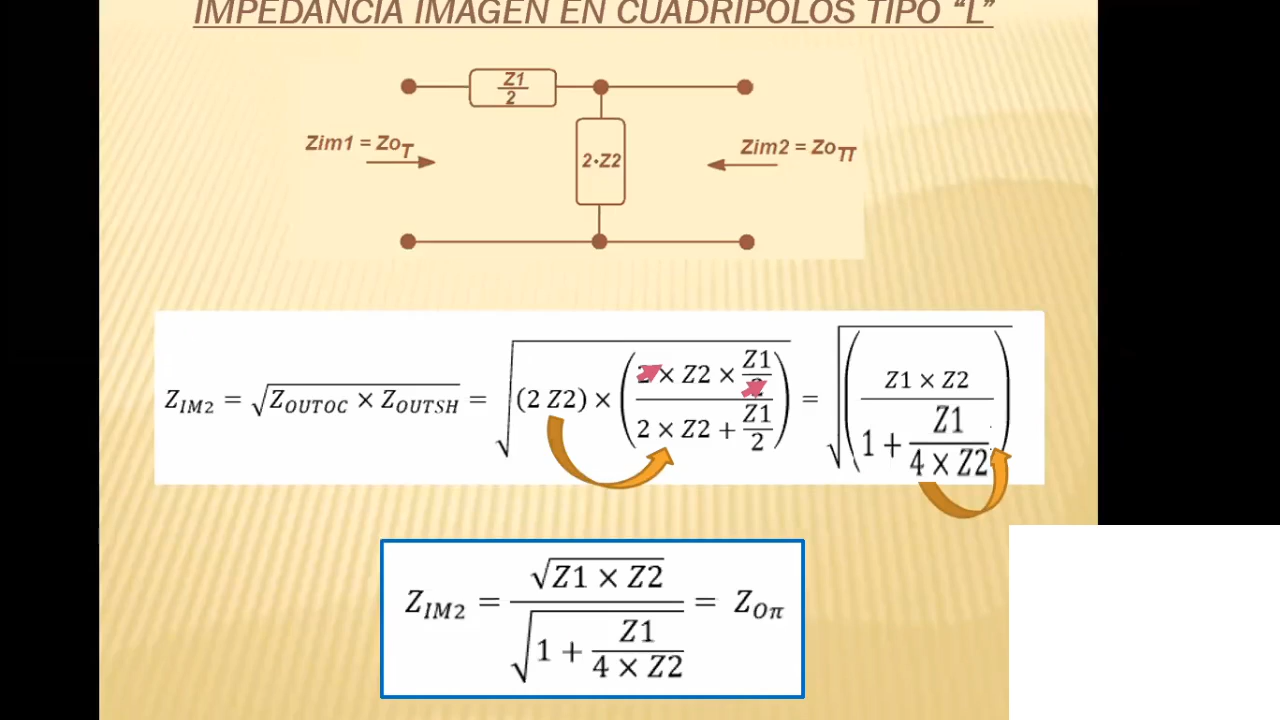 IMPEDANCIA IMAGEN EN CUADRIPOLOS TIPO “L”
Z1
2
Zim1 = ZoT
2•Z2
Zim2 = Zoπ
Z_IM2 = √(Z_OUTOC × Z_OUTSH) = √((2 Z2) × ((2 × Z2 × Z1/2) / (2 × Z2 + Z1/2))) = √((Z1 × Z2) / (1 + Z1/(4 × Z2)))
Z_IM2 = √(Z1 × Z2) / √(1 + Z1/(4 × Z2)) = Z_Oπ